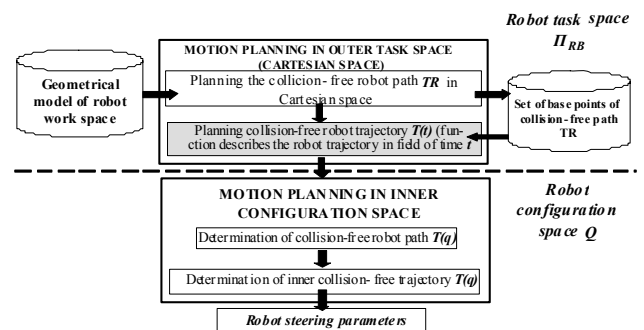 Robot task space
Π_RB
MOTION PLANNING IN OUTER TASK SPACE
(CARTESIAN SPACE)
Geometrical
model of robot
work space
Planning the collicion- free robot path TR in
Cartesian space
Set of base points of
collision- free path
TR
Planning collision-free robot trajectory T(t) (fun-
ction describes the robot trajectory in field of time t
MOTION PLANNING IN INNER
CONFIGURATION SPACE
Robot
configuration
space Q
Determination of collision-free robot path T(q)
Determination of inner collision- free trajectory T(q)
Robot steering parameters